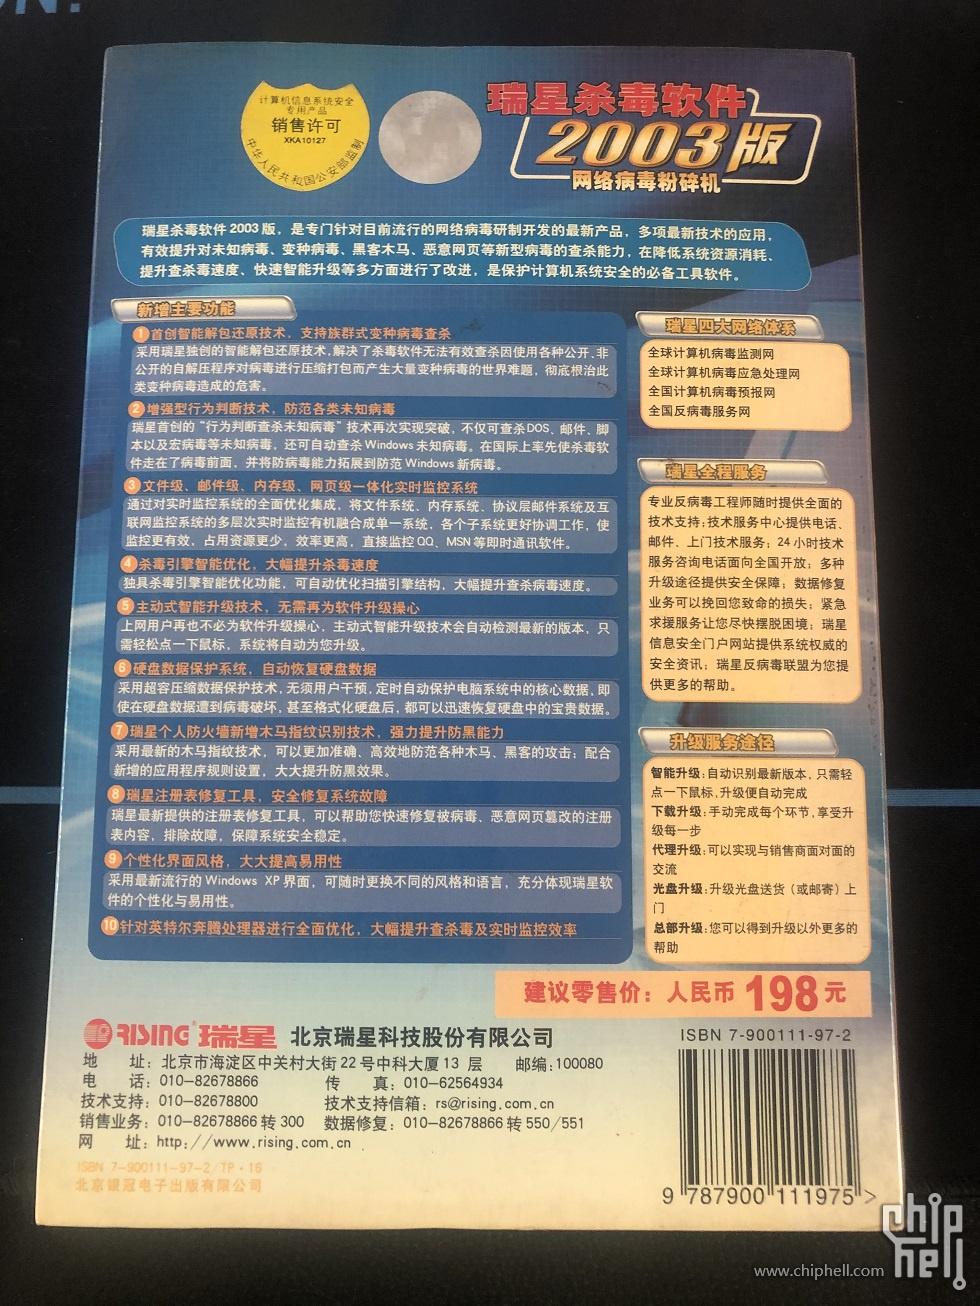 ON!
计算机信息系统安全
专用产品
销售许可
XKA10127
中华人民共和国公安部监制
瑞星杀毒软件
2003版
网络病毒粉碎机
瑞星杀毒软件2003版，是专门针对目前流行的网络病毒研制开发的最新产品，多项最新技术的应用，
有效提升对未知病毒、变种病毒、黑客木马、恶意网页等新型病毒的查杀能力，在降低系统资源消耗、
提升查杀毒速度、快速智能升级等多方面进行了改进，是保护计算机系统安全的必备工具软件。
新增主要功能
1首创智能解包还原技术，支持族群式变种病毒查杀
采用瑞星独创的智能解包还原技术，解决了杀毒软件无法有效查杀因使用各种公开、非
公开的自解压程序对病毒进行压缩打包而产生大量变种病毒的世界难题，彻底根治此
类变种病毒造成的危害。
2增强型行为判断技术，防范各类未知病毒
瑞星首创的“行为判断查杀未知病毒”技术再次实现突破，不仅可查杀DOS、邮件、脚
本以及宏病毒等未知病毒，还可自动查杀Windows未知病毒。在国际上率先使杀毒软
件走在了病毒前面，并将防病毒能力拓展到防范Windows新病毒。
3文件级、邮件级、内存级、网页级一体化实时监控系统
通过对实时监控系统的全面优化集成，将文件系统、内存系统、协议层邮件系统及互
联网监控系统的多层次实时监控有机融合成单一系统，各个子系统更好协调工作，使
监控更有效，占用资源更少，效率更高，直接监控QQ、MSN等即时通讯软件。
4杀毒引擎智能优化，大幅提升杀毒速度
独具杀毒引擎智能优化功能，可自动优化扫描引擎结构，大幅提升查杀病毒速度。
5主动式智能升级技术，无需再为软件升级操心
上网用户再也不必为软件升级操心，主动式智能升级技术会自动检测最新的版本，只
需轻松点一下鼠标，系统将自动为您升级。
6硬盘数据保护系统，自动恢复硬盘数据
采用超容压缩数据保护技术，无须用户干预，定时自动保护电脑系统中的核心数据，即
使在硬盘数据遭到病毒破坏，甚至格式化硬盘后，都可以迅速恢复硬盘中的宝贵数据。
7瑞星个人防火墙新增木马指纹识别技术，强力提升防黑能力
采用最新的木马指纹技术，可以更加准确、高效地防范各种木马、黑客的攻击；配合
新增的应用程序规则设置，大大提升防黑效果。
8瑞星注册表修复工具，安全修复系统故障
瑞星最新提供的注册表修复工具，可以帮助您快速修复被病毒、恶意网页篡改的注册
表内容，排除故障，保障系统安全稳定。
9个性化界面风格，大大提高易用性
采用最新流行的Windows XP界面，可随时更换不同的风格和语言，充分体现瑞星软
件的个性化与易用性。
10针对英特尔奔腾处理器进行全面优化，大幅提升查杀毒及实时监控效率
瑞星四大网络体系
全球计算机病毒监测网
全球计算机病毒应急处理网
全国计算机病毒预报网
全国反病毒服务网
瑞星全程服务
专业反病毒工程师随时提供全面的
技术支持；技术服务中心提供电话、
邮件、上门技术服务；24小时技术
服务咨询电话面向全国开放；多种
升级途径提供安全保障；数据修复
业务可以挽回您致命的损失；紧急
求援服务让您尽快摆脱困境；瑞星
信息安全门户网站提供系统权威的
安全资讯；瑞星反病毒联盟为您提
供更多的帮助。
升级服务途径
智能升级：自动识别最新版本，只需轻
点一下鼠标，升级便自动完成
下载升级：手动完成每个环节，享受升
级每一步
代理升级：可以实现与销售商面对面的
交流
光盘升级：升级光盘送货（或邮寄）上
门
总部升级：您可以得到升级以外更多的
帮助
建议零售价：人民币198元
RISING®瑞星 北京瑞星科技股份有限公司
地 址：北京市海淀区中关村大街22号中科大厦13 层 邮编：100080
电 话：010-82678866 传 真：010-62564934
技术支持：010-82678800 技术支持信箱：rs@rising.com.cn
销售业务：010-82678866转300 数据修复：010-82678866转550/551
网 址：http://www.rising.com.cn
ISBN 7-900111-97-2/TP·16
北京银冠电子出版有限公司
ISBN 7-900111-97-2
9 787900 111975 >
chip
hell
www.chiphell.com